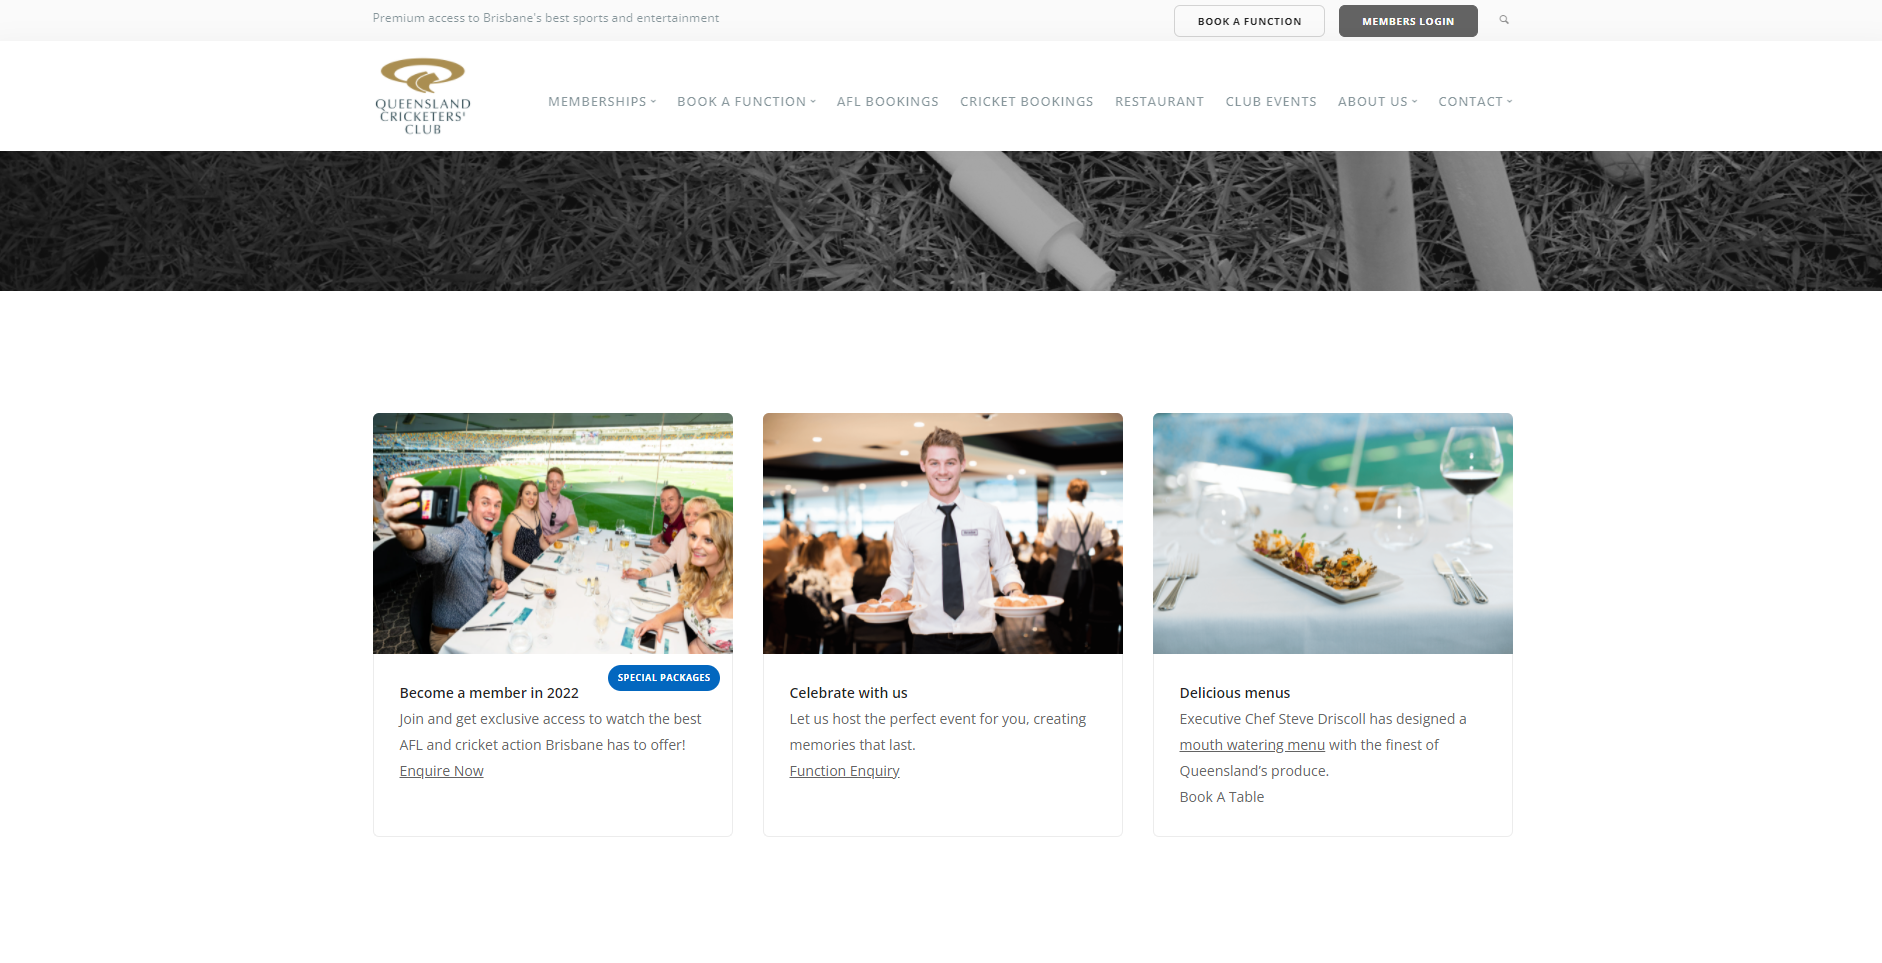 Premium access to Brisbane's best sports and entertainment
BOOK A FUNCTION
MEMBERS LOGIN
QUEENSLAND
CRICKETERS'
CLUB
MEMBERSHIPS
BOOK A FUNCTION
AFL BOOKINGS
CRICKET BOOKINGS
RESTAURANT
CLUB EVENTS
ABOUT US
CONTACT
SPECIAL PACKAGES
Become a member in 2022
Join and get exclusive access to watch the best
AFL and cricket action Brisbane has to offer!
Enquire Now
Celebrate with us
Let us host the perfect event for you, creating
memories that last.
Function Enquiry
Delicious menus
Executive Chef Steve Driscoll has designed a
mouth watering menu with the finest of
Queensland’s produce.
Book A Table